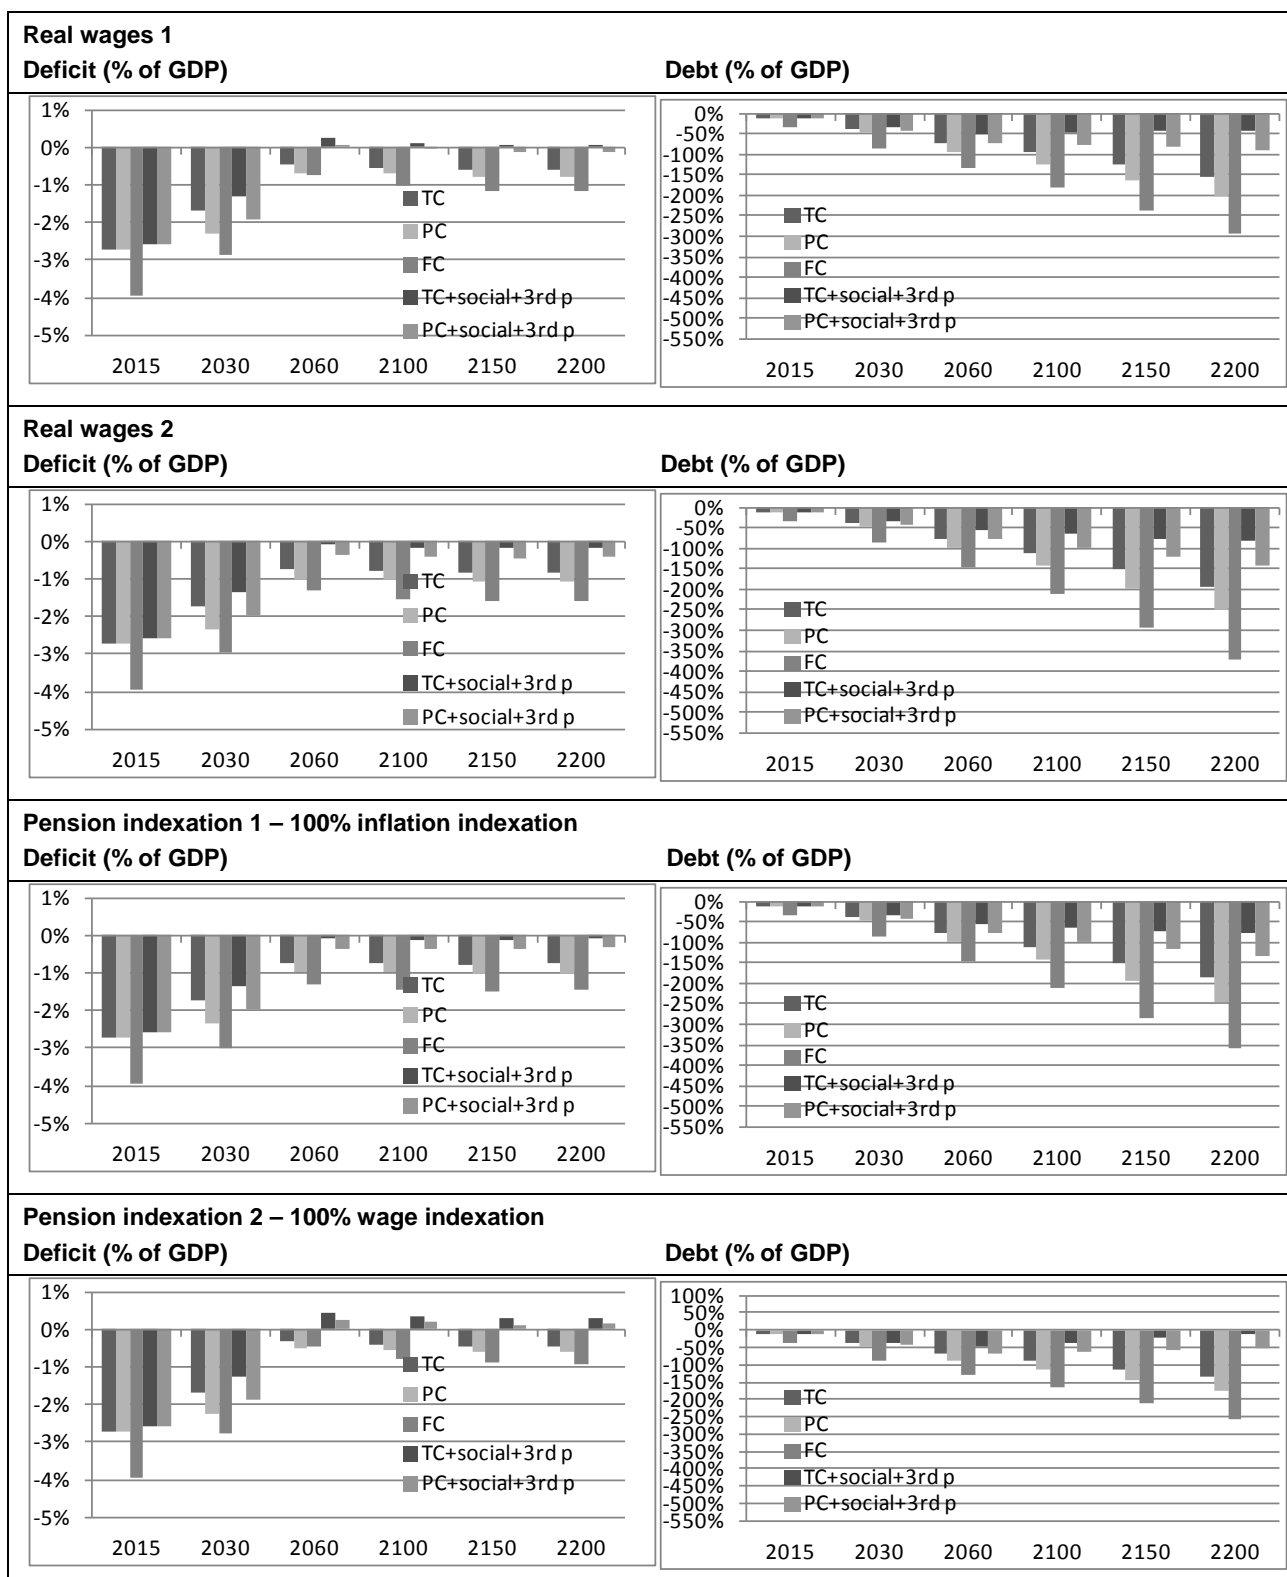 Real wages 1
Deficit (% of GDP) Debt (% of GDP)
1%
0%
-1%
-2%
-3%
-4%
-5%
TC
PC
FC
TC+social+3rd p
PC+social+3rd p
2015 2030 2060 2100 2150 2200
0%
-50%
-100%
-150%
-200%
-250%
-300%
-350%
-400%
-450%
-500%
-550%
TC
PC
FC
TC+social+3rd p
PC+social+3rd p
2015 2030 2060 2100 2150 2200
Real wages 2
Deficit (% of GDP) Debt (% of GDP)
1%
0%
-1%
-2%
-3%
-4%
-5%
TC
PC
FC
TC+social+3rd p
PC+social+3rd p
2015 2030 2060 2100 2150 2200
0%
-50%
-100%
-150%
-200%
-250%
-300%
-350%
-400%
-450%
-500%
-550%
TC
PC
FC
TC+social+3rd p
PC+social+3rd p
2015 2030 2060 2100 2150 2200
Pension indexation 1 – 100% inflation indexation
Deficit (% of GDP) Debt (% of GDP)
1%
0%
-1%
-2%
-3%
-4%
-5%
TC
PC
FC
TC+social+3rd p
PC+social+3rd p
2015 2030 2060 2100 2150 2200
0%
-50%
-100%
-150%
-200%
-250%
-300%
-350%
-400%
-450%
-500%
-550%
TC
PC
FC
TC+social+3rd p
PC+social+3rd p
2015 2030 2060 2100 2150 2200
Pension indexation 2 – 100% wage indexation
Deficit (% of GDP) Debt (% of GDP)
1%
0%
-1%
-2%
-3%
-4%
-5%
TC
PC
FC
TC+social+3rd p
PC+social+3rd p
2015 2030 2060 2100 2150 2200
100%
50%
0%
-50%
-100%
-150%
-200%
-250%
-300%
-350%
-400%
-450%
-500%
-550%
TC
PC
FC
TC+social+3rd p
PC+social+3rd p
2015 2030 2060 2100 2150 2200